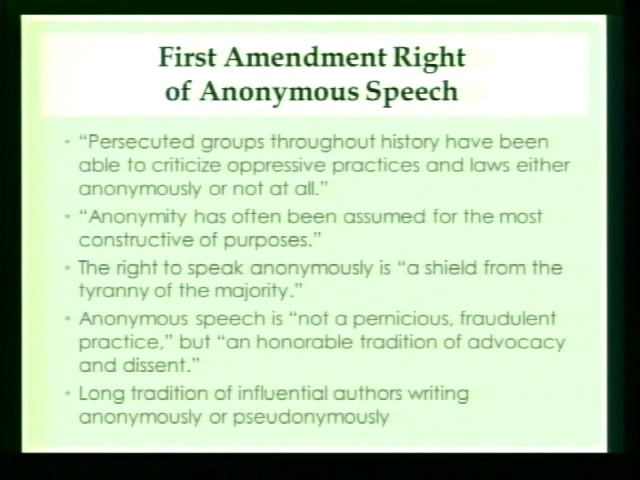 First Amendment Right
of Anonymous Speech
• “Persecuted groups throughout history have been
able to criticize oppressive practices and laws either
anonymously or not at all.”
• “Anonymity has often been assumed for the most
constructive of purposes.”
• The right to speak anonymously is “a shield from the
tyranny of the majority.”
• Anonymous speech is “not a pernicious, fraudulent
practice,” but “an honorable tradition of advocacy
and dissent.”
• Long tradition of influential authors writing
anonymously or pseudonymously